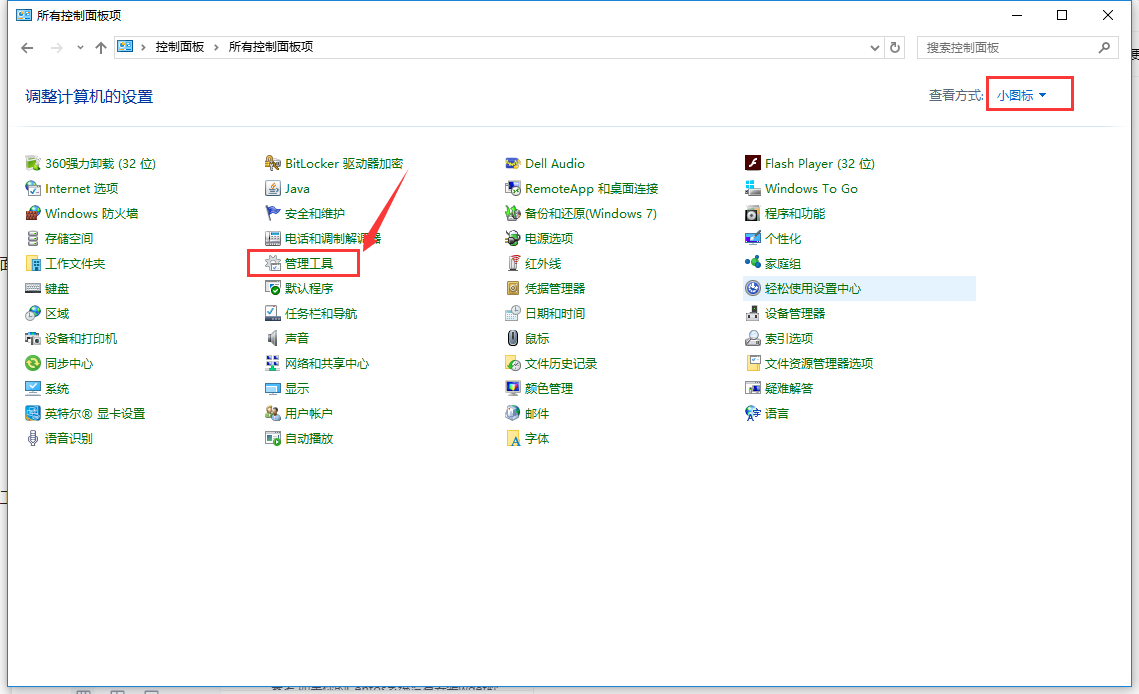 所有控制面板项
控制面板 所有控制面板项
搜索控制面板
调整计算机的设置
查看方式: 小图标
360强力卸载 (32 位)
BitLocker 驱动器加密
Dell Audio
Flash Player (32 位)
Internet 选项
Java
RemoteApp 和桌面连接
Windows To Go
Windows 防火墙
安全和维护
备份和还原(Windows 7)
程序和功能
存储空间
电话和调制解调器
电源选项
个性化
工作文件夹
管理工具
红外线
家庭组
键盘
默认程序
凭据管理器
轻松使用设置中心
区域
任务栏和导航
日期和时间
设备管理器
设备和打印机
声音
鼠标
索引选项
同步中心
网络和共享中心
文件历史记录
文件资源管理器选项
系统
显示
颜色管理
疑难解答
英特尔® 显卡设置
用户帐户
邮件
语言
语音识别
自动播放
字体